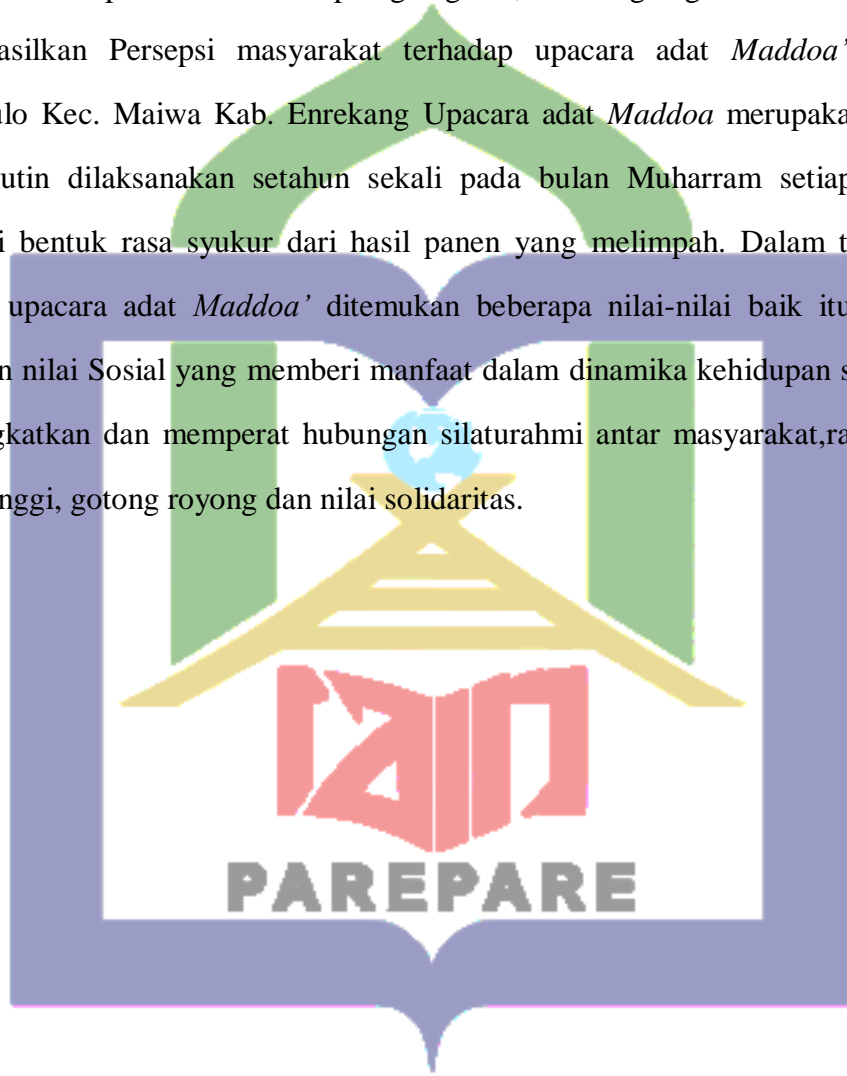 asilkan Persepsi masyarakat terhadap upacara adat Maddoa’
ulo Kec. Maiwa Kab. Enrekang Upacara adat Maddoa merupaka
utin dilaksanakan setahun sekali pada bulan Muharram setiap
i bentuk rasa syukur dari hasil panen yang melimpah. Dalam t
upacara adat Maddoa’ ditemukan beberapa nilai-nilai baik itu
n nilai Sosial yang memberi manfaat dalam dinamika kehidupan s
gkatkan dan memperat hubungan silaturahmi antar masyarakat,ra
nggi, gotong royong dan nilai solidaritas.
iain
PAREPARE